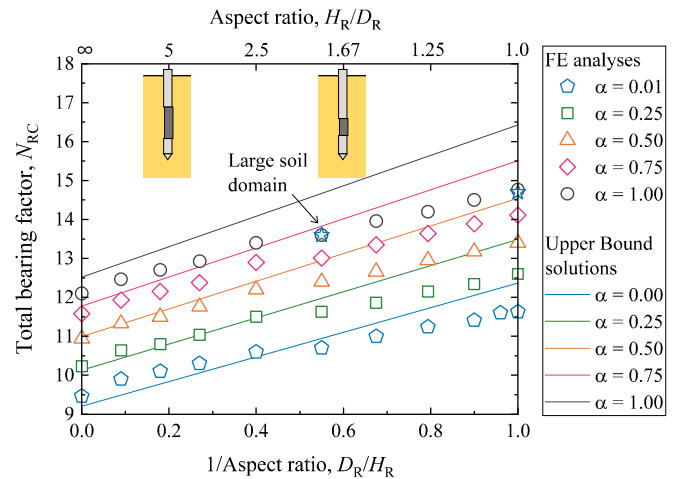 Aspect ratio, H_R/D_R
∞ 5 2.5 1.67 1.25 1.0
18
17
16
15
14
13
12
11
10
9
Total bearing factor, N_RC
Large soil
domain
0.0 0.2 0.4 0.6 0.8 1.0
1/Aspect ratio, D_R/H_R
FE analyses
α = 0.01
α = 0.25
α = 0.50
α = 0.75
α = 1.00
Upper Bound
solutions
α = 0.00
α = 0.25
α = 0.50
α = 0.75
α = 1.00